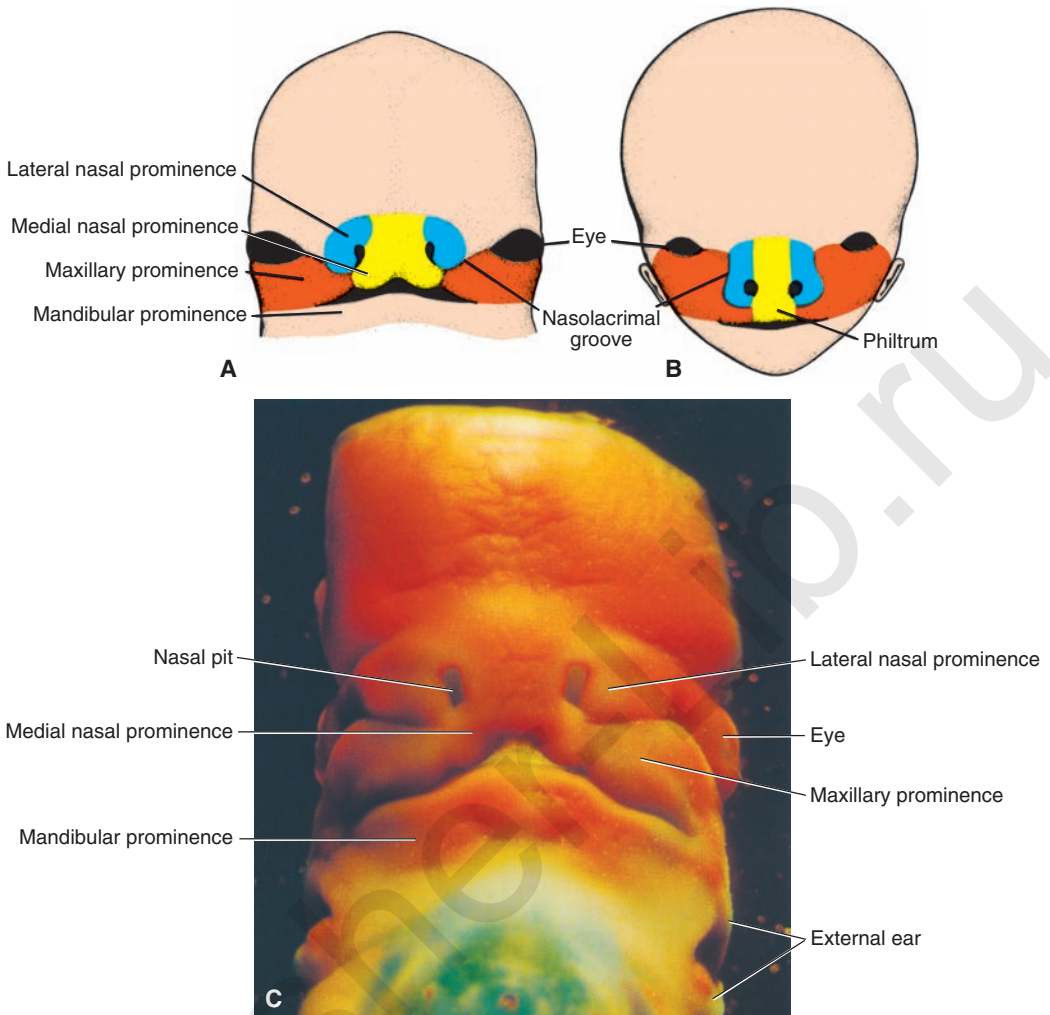 Lateral nasal prominence
Medial nasal prominence
Maxillary prominence
Mandibular prominence
Eye
Nasolacrimal
groove
Philtrum
A
B
Nasal pit
Medial nasal prominence
Mandibular prominence
Lateral nasal prominence
Eye
Maxillary prominence
External ear
C